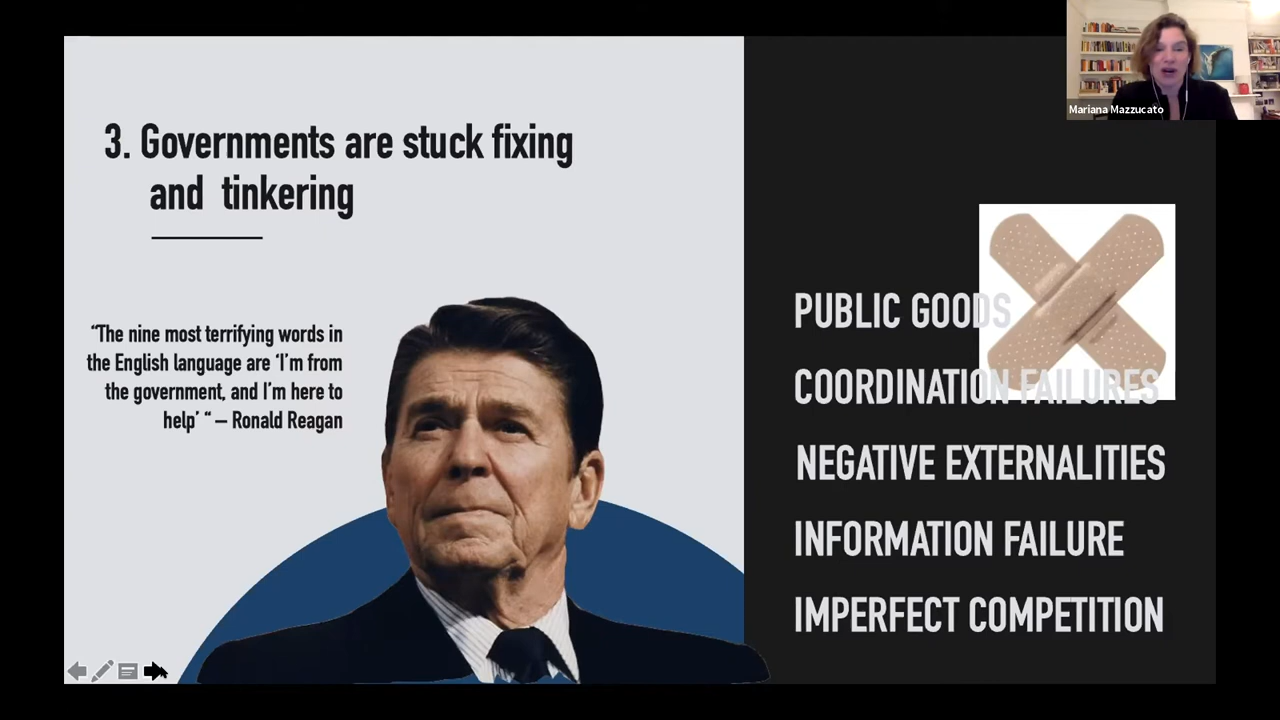 3. Governments are stuck fixing
and tinkering
“The nine most terrifying words in
the English language are ‘I’m from
the government, and I’m here to
help’ “ – Ronald Reagan
PUBLIC GOODS
COORDINATION FAILURES
NEGATIVE EXTERNALITIES
INFORMATION FAILURE
IMPERFECT COMPETITION
Mariana Mazzucato